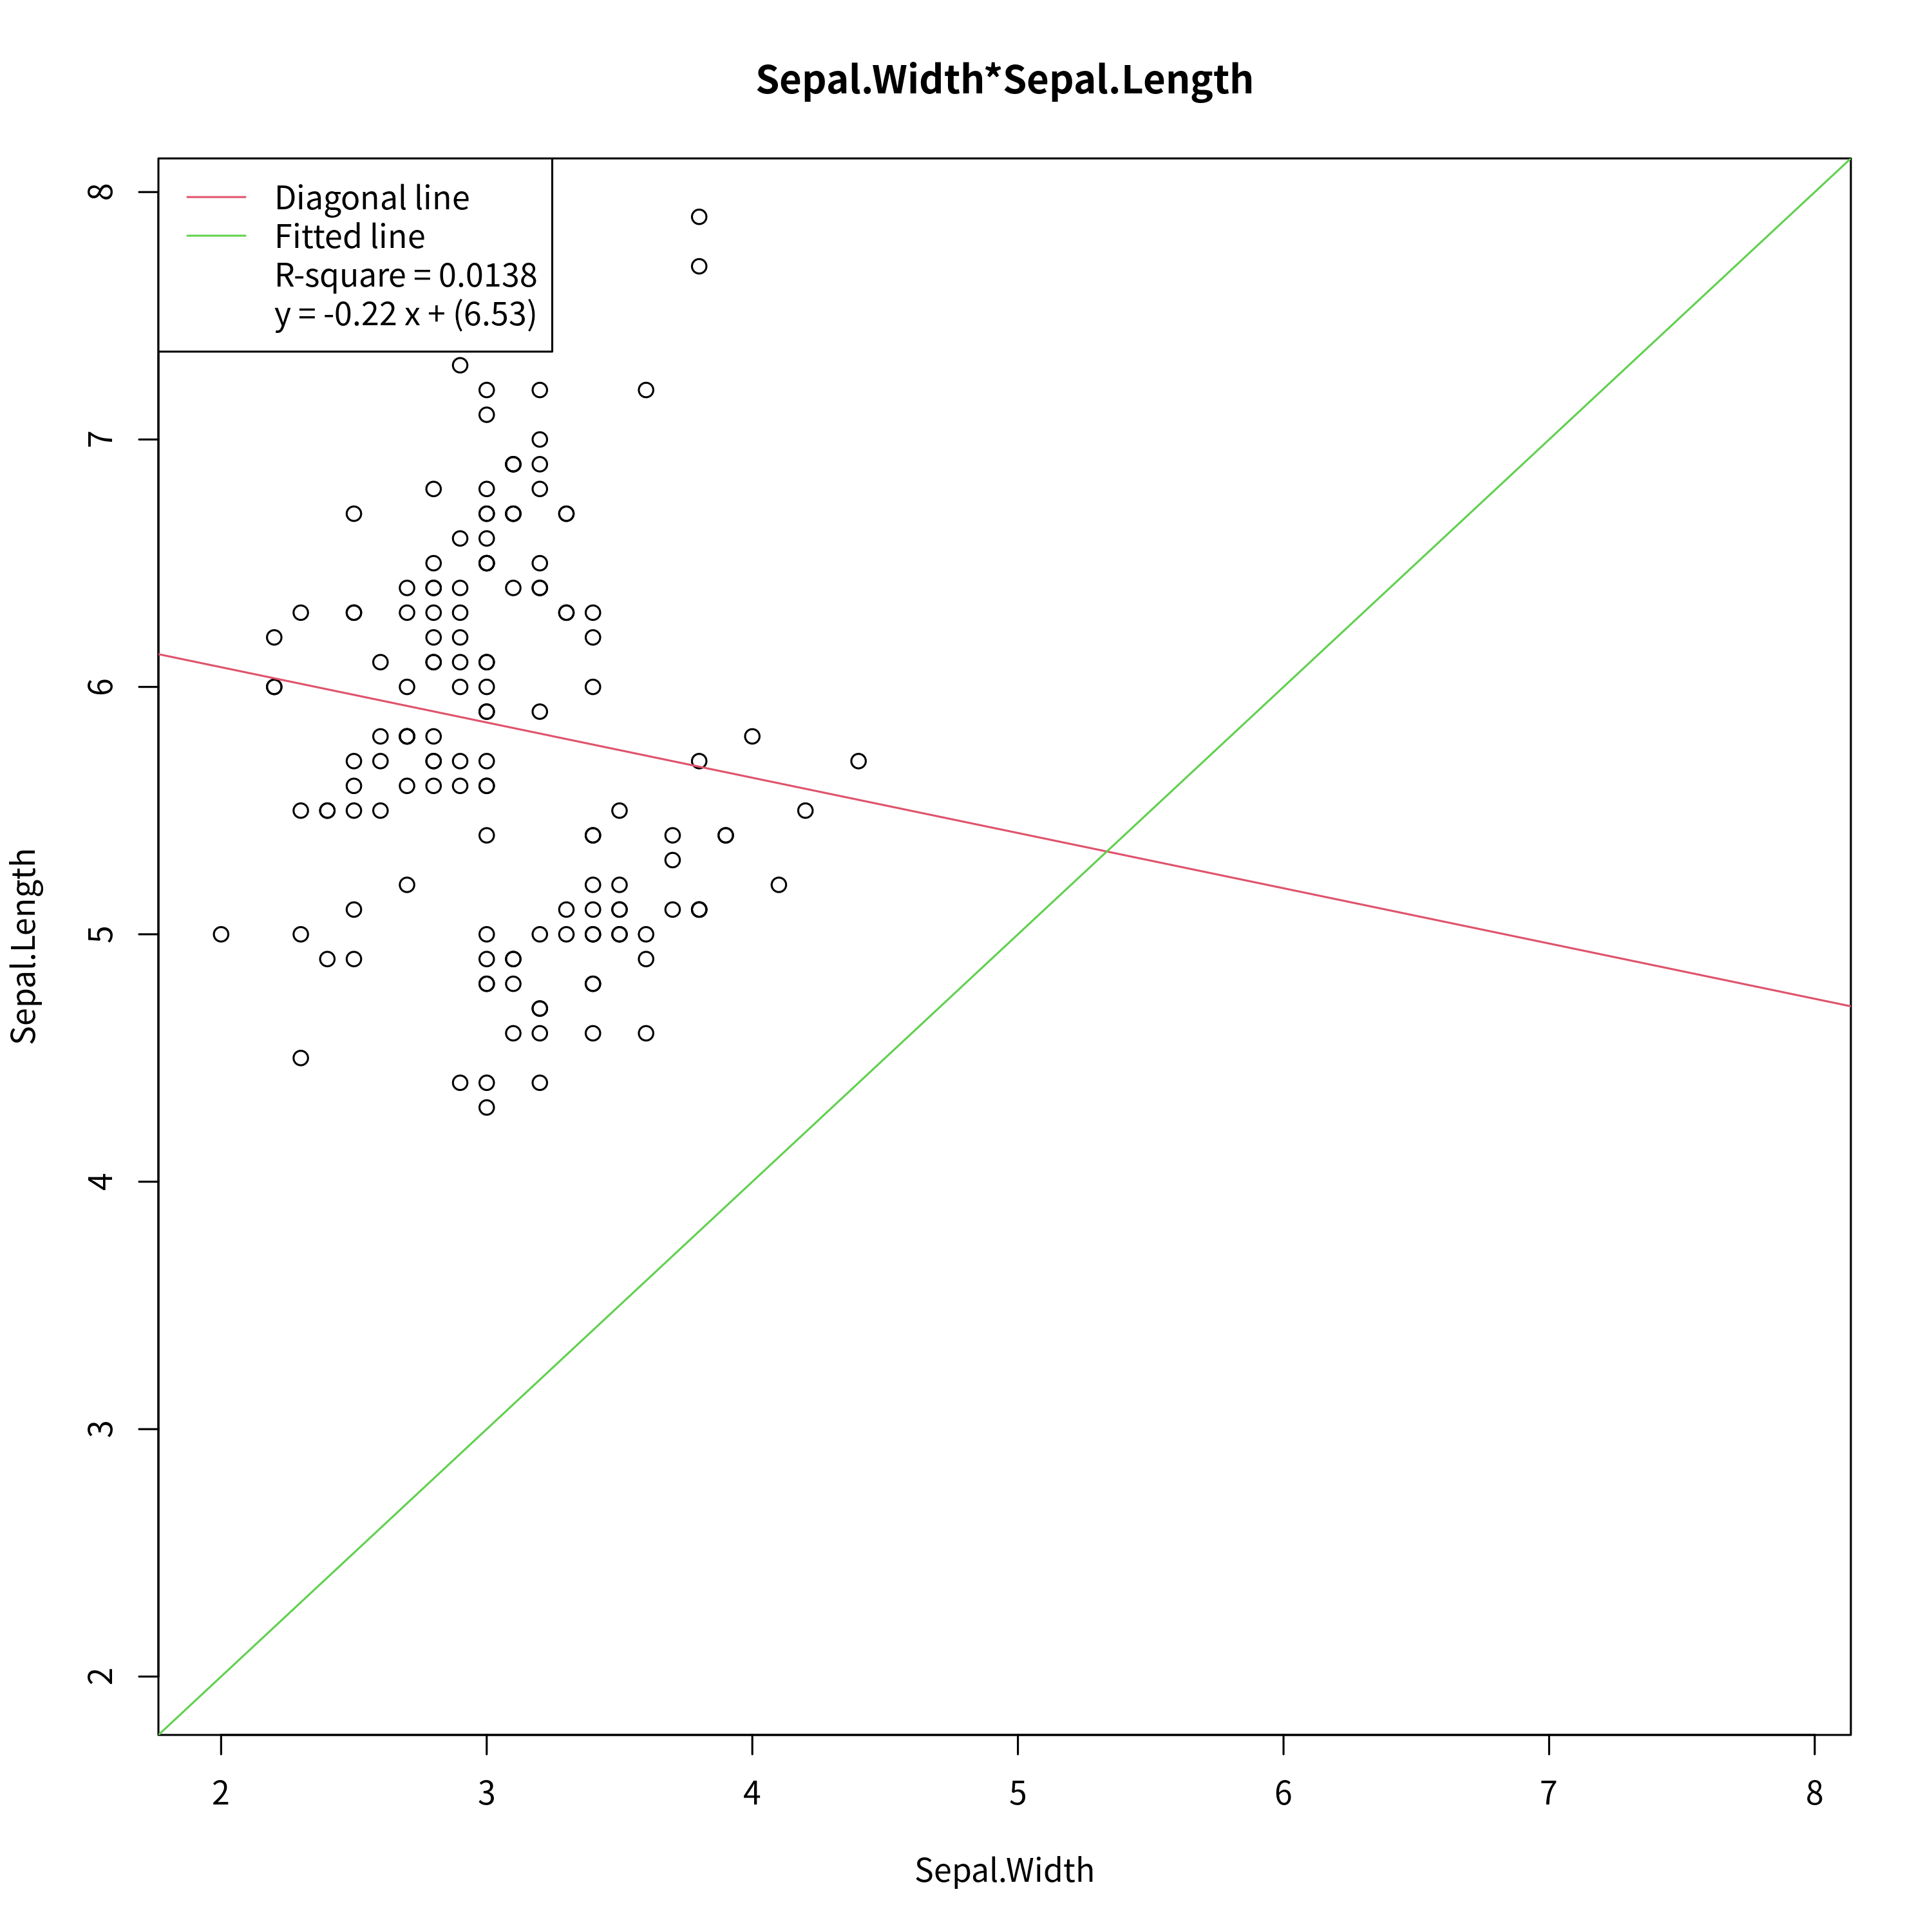 Sepal.Width*Sepal.Length
Diagonal line
Fitted line
R-square = 0.0138
y = -0.22 x + (6.53)
8
7
6
5
4
3
2
Sepal.Length
2 3 4 5 6 7 8
Sepal.Width